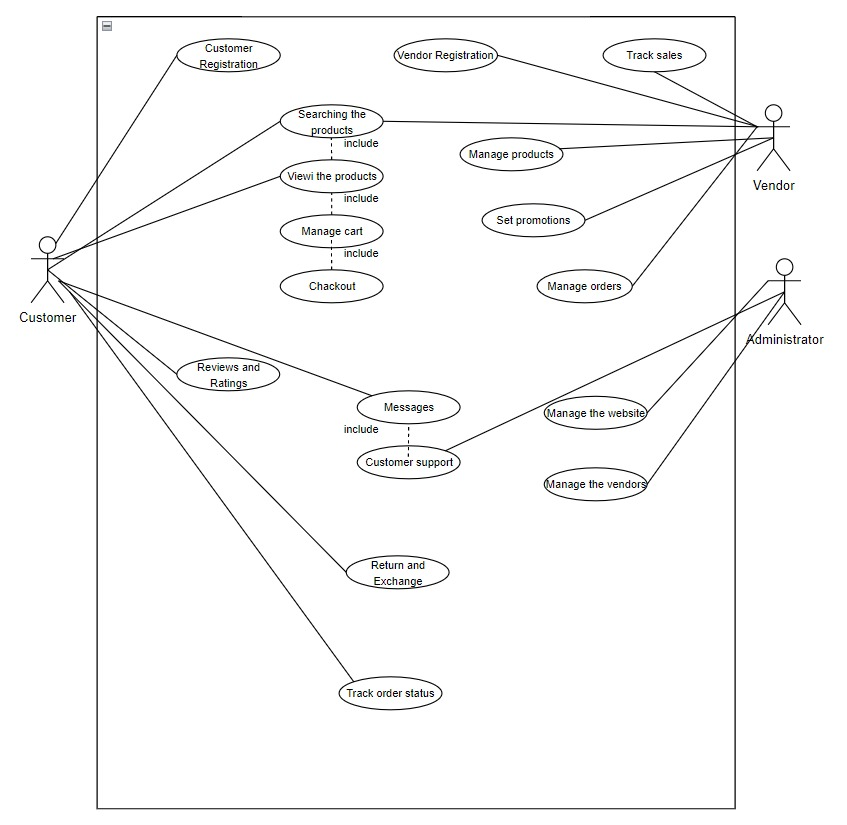 Customer
Registration
Vendor Registration
Track sales
Searching the
products
include
Manage products
Vendor
Viewi the products
include
Set promotions
Manage cart
include
Chackout
Manage orders
Customer
Administrator
Reviews and
Ratings
Messages
Manage the website
include
Customer support
Manage the vendors
Return and
Exchange
Track order status